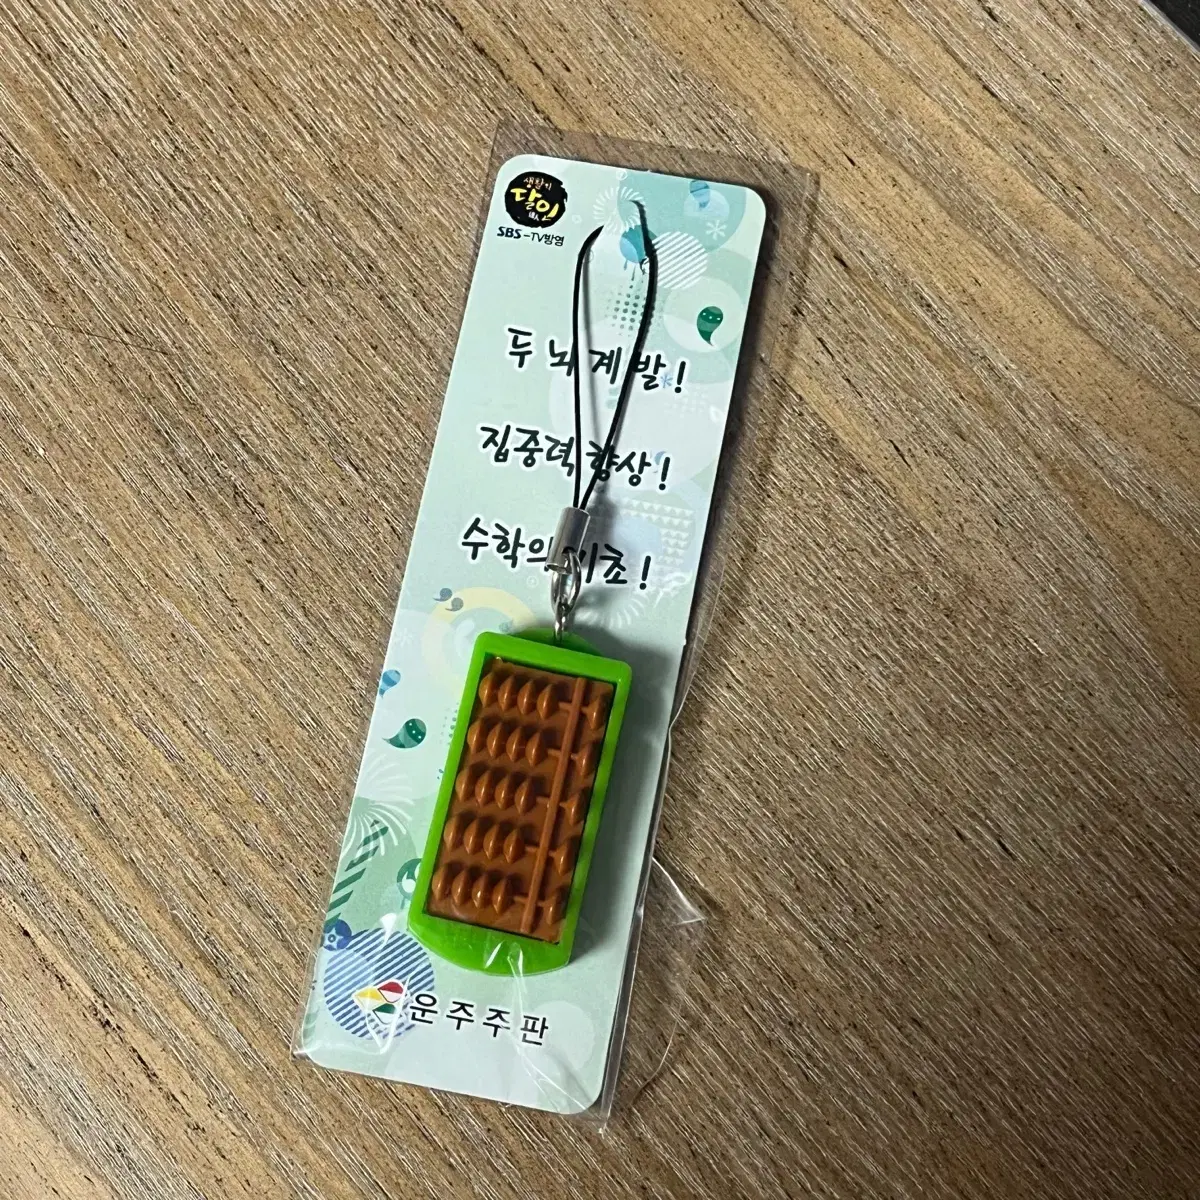 생활의
달인
SBS-TV방영
두뇌계발!
집중력 향상!
수학의 기초!
운주주판